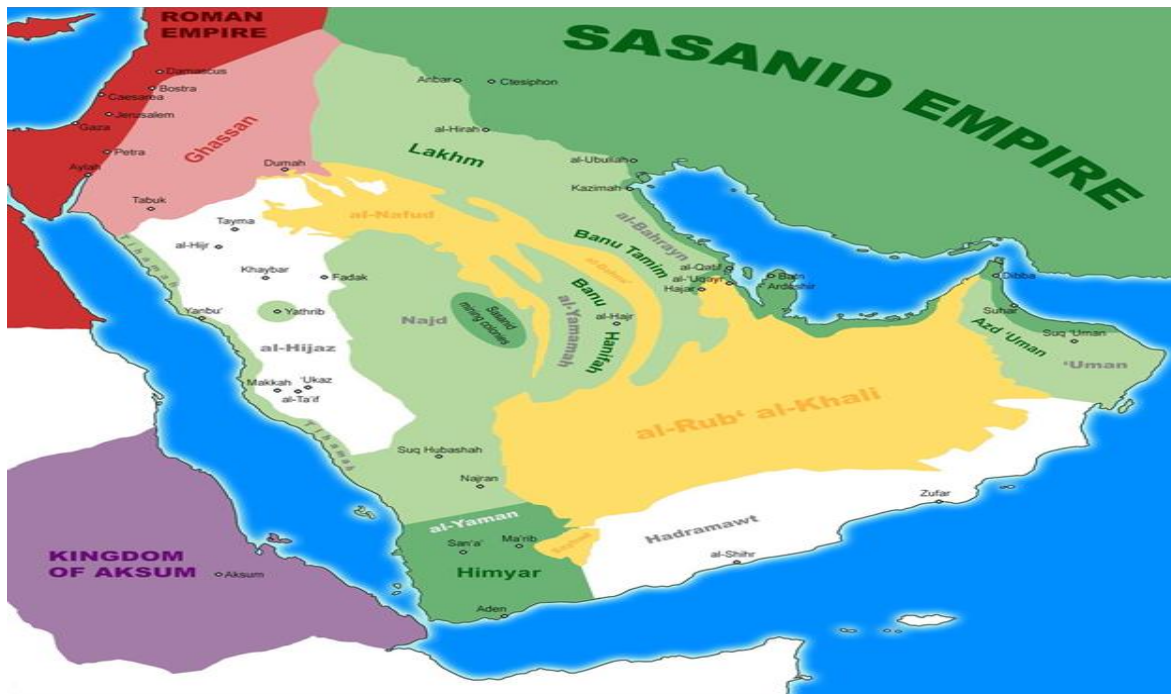 ROMAN
EMPIRE
SASANID EMPIRE
Damascus
Bostra
Caesarea
Jerusalem
Gaza
Petra
Aylah
Ghassan
Dumah
Tabuk
Anbar
Ctesiphon
al-Hirah
Lakhm
al-Ubullah
Kazimah
Tayma
al-Hijr
al-Nafud
al-Bahrayn
Banu Tamim
Khaybar
Fadak
al-Qatif
al-'Uqayr
Hajar
Batn
Ardashir
Dibba
Tihamah
Yanbu'
Yathrib
Najd
Sasanid
mining colonies
al-Yamamah
Banu
Hanifah
al-Hajr
Suhar
Azd 'Uman
Suq 'Uman
'Uman
al-Hijaz
Makkah
'Ukaz
al-Ta'if
Tihamah
al-Rub' al-Khali
Suq Hubashah
Najran
al-Yaman
San'a'
Ma'rib
Himyar
Aden
Zufar
Hadramawt
al-Shihr
KINGDOM
OF AKSUM
Aksum